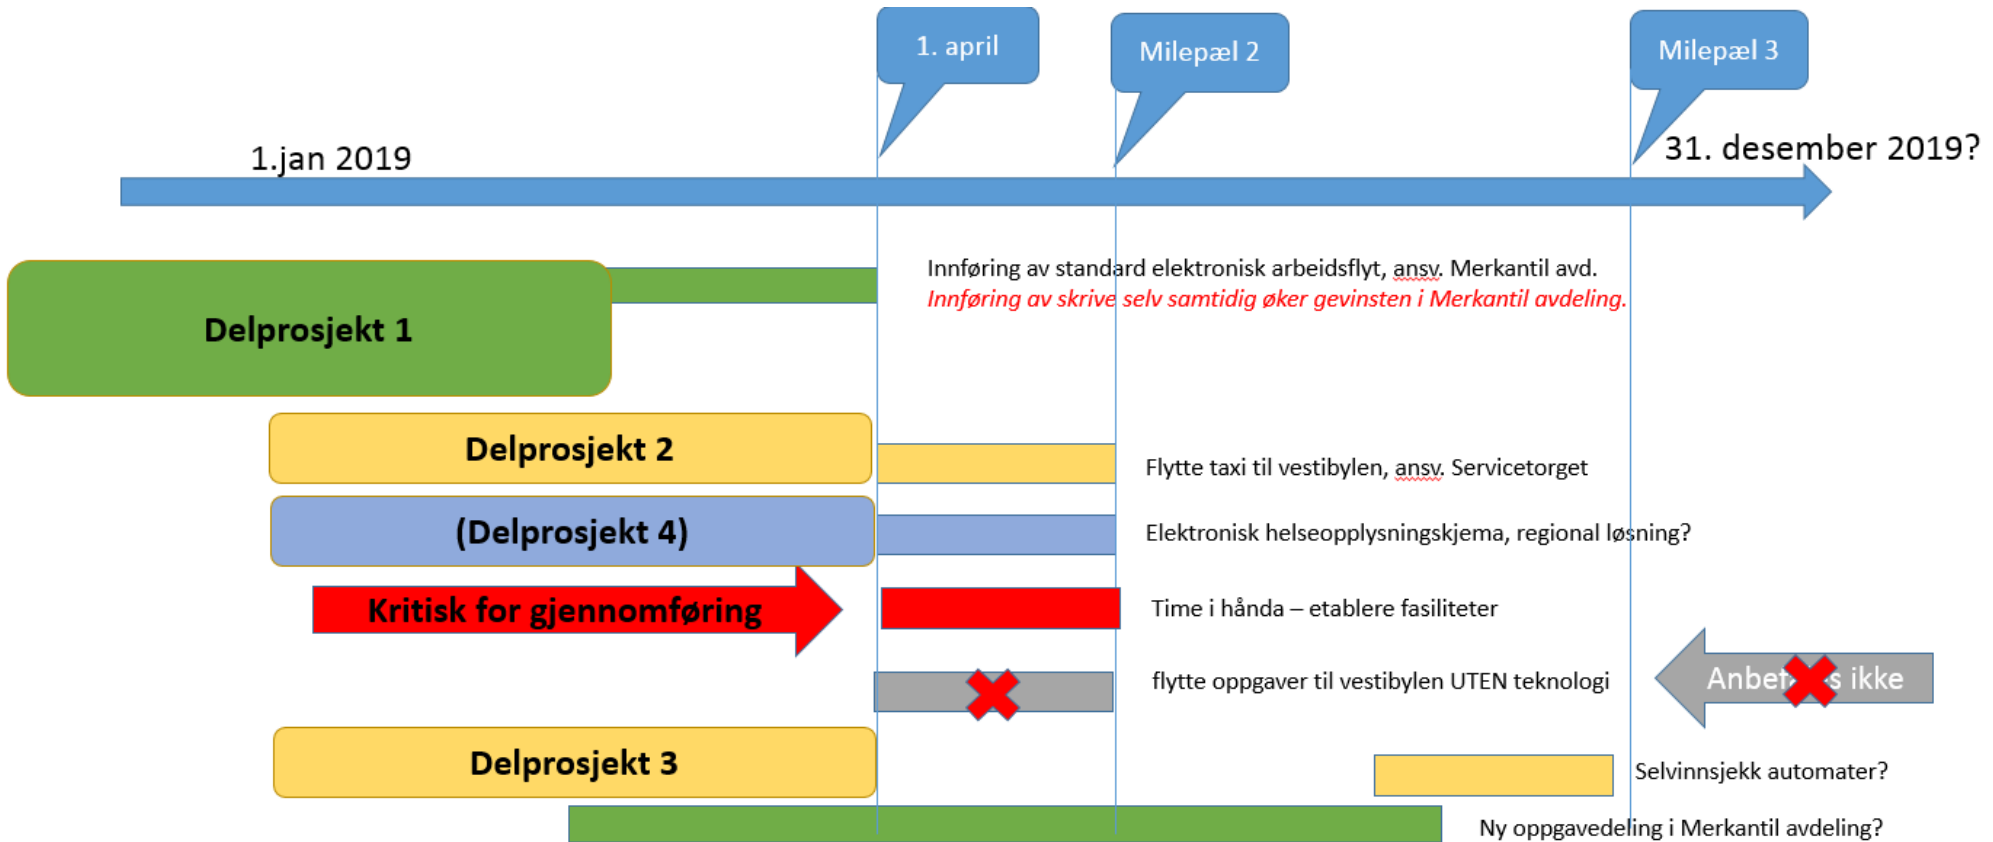 1. april
Milepæl 2
Milepæl 3
1.jan 2019
31. desember 2019?
Innføring av standard elektronisk arbeidsflyt, ansv. Merkantil avd.
Innføring av skrive selv samtidig øker gevinsten i Merkantil avdeling.
Delprosjekt 1
Delprosjekt 2
Flytte taxi til vestibylen, ansv. Servicetorget
(Delprosjekt 4)
Elektronisk helseopplysningskjema, regional løsning?
Kritisk for gjennomføring
Time i hånda – etablere fasiliteter
flytte oppgaver til vestibylen UTEN teknologi
ikke
Delprosjekt 3
Selvinnsjekk automater?
Ny oppgavedeling i Merkantil avdeling?